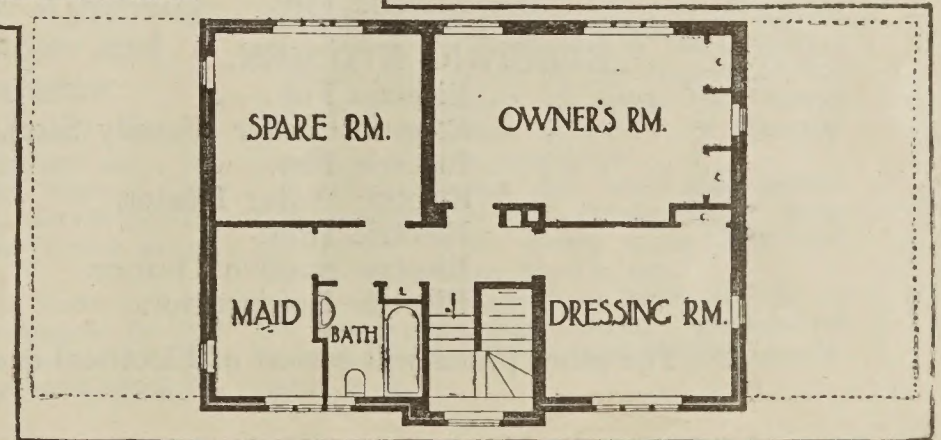 SPARE RM.
OWNER'S RM.
C
C
C
MAID
BATH
C
DRESSING RM.